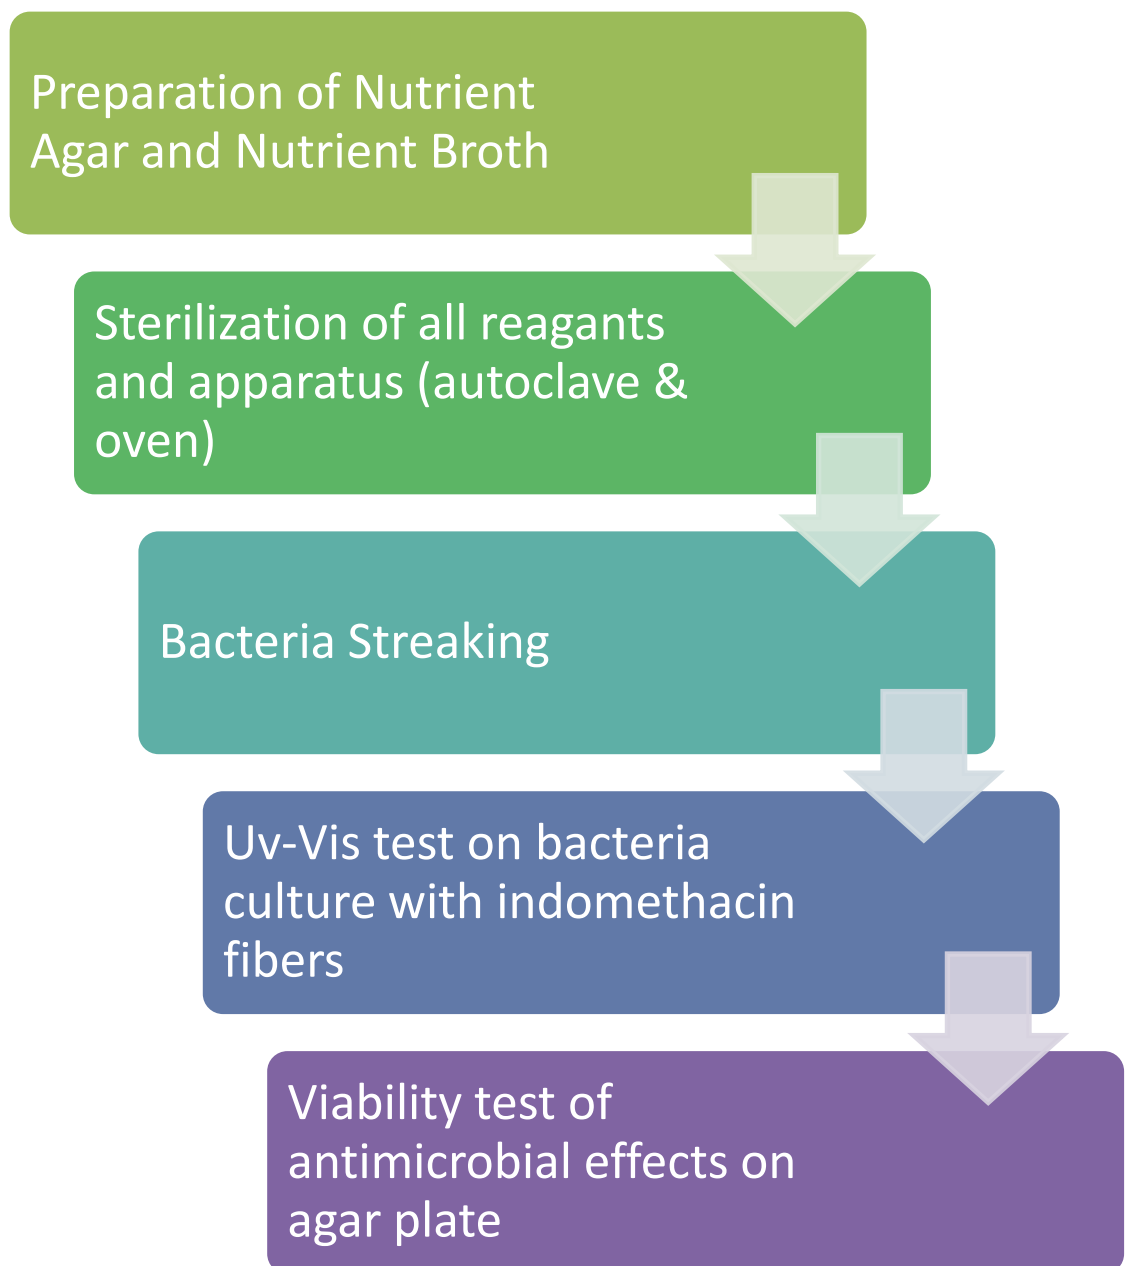 Preparation of Nutrient
Agar and Nutrient Broth
Sterilization of all reagants
and apparatus (autoclave &
oven)
Bacteria Streaking
Uv-Vis test on bacteria
culture with indomethacin
fibers
Viability test of
antimicrobial effects on
agar plate